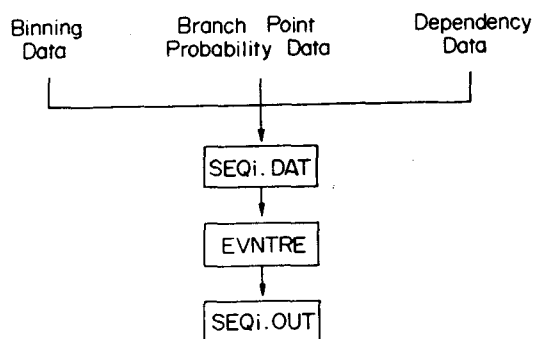 Binning
Data
Branch Point
Probability Data
Dependency
Data
SEQi.DAT
EVNTRE
SEQi.OUT